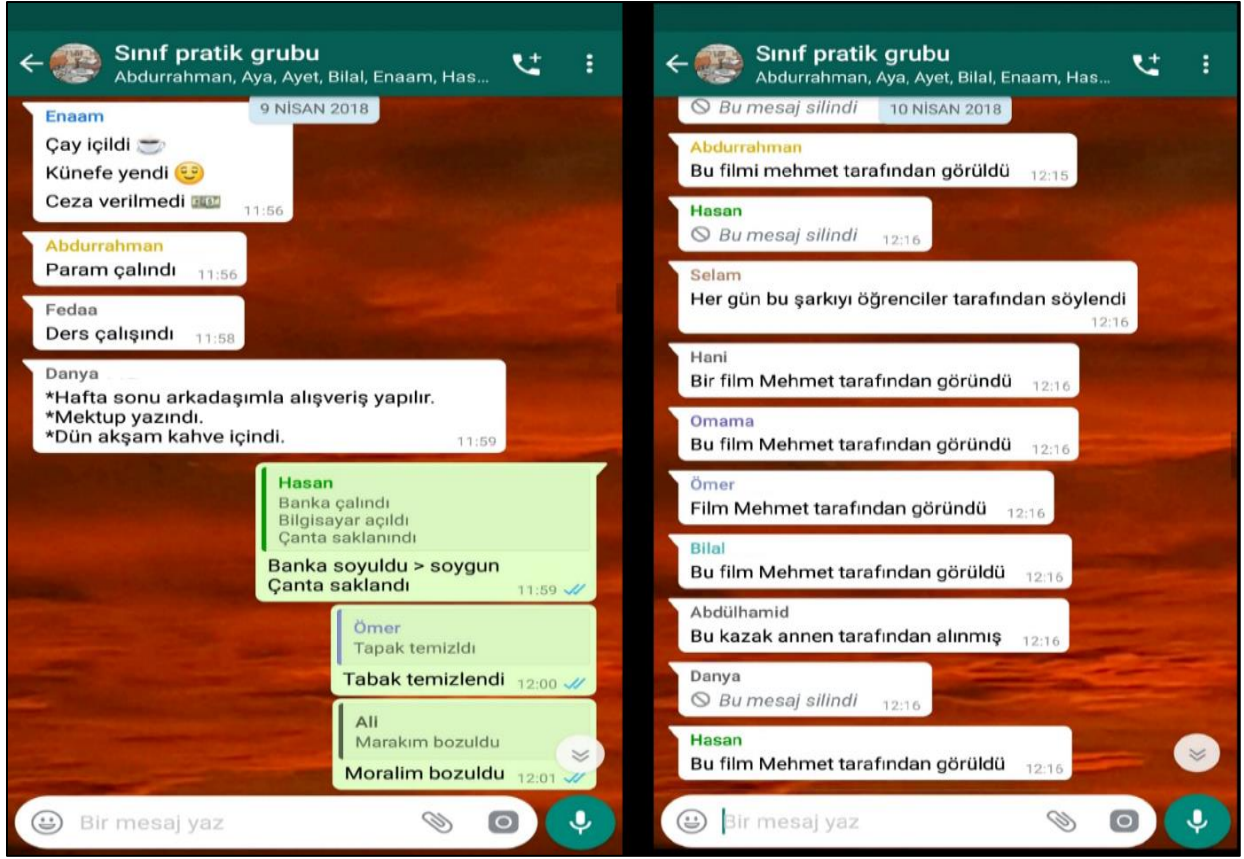 Sınıf pratik grubu
Abdurrahman, Aya, Ayet, Bilal, Enaam, Has...
9 NİSAN 2018
Enaam
Çay içildi ☕
Künefe yendi 😌
Ceza verilmedi 💵
11:56
Abdurrahman
Param çalındı 11:56
Fedaa
Ders çalışındı 11:58
Danya
*Hafta sonu arkadaşımla alışveriş yapılır.
*Mektup yazındı.
*Dün akşam kahve içindi. 11:59
Hasan
Banka çalındı
Bilgisayar açıldı
Çanta saklanındı
Banka soyuldu > soygun
Çanta saklandı 11:59
Ömer
Tapak temizldı
Tabak temizlendi 12:00
Ali
Marakım bozuldu
Moralim bozuldu 12:01
Bir mesaj yaz
Sınıf pratik grubu
Abdurrahman, Aya, Ayet, Bilal, Enaam, Has...
Bu mesaj silindi
10 NİSAN 2018
Abdurrahman
Bu filmi mehmet tarafından görüldü 12:15
Hasan
Bu mesaj silindi 12:16
Selam
Her gün bu şarkıyı öğrenciler tarafından söylendi
12:16
Hani
Bir film Mehmet tarafından göründü 12:16
Omama
Bu film Mehmet tarafından göründü 12:16
Ömer
Film Mehmet tarafından göründü 12:16
Bilal
Bu film Mehmet tarafından görüldü 12:16
Abdülhamid
Bu kazak annen tarafından alınmış 12:16
Danya
Bu mesaj silindi 12:16
Hasan
Bu film Mehmet tarafından görüldü 12:16
Bir mesaj yaz